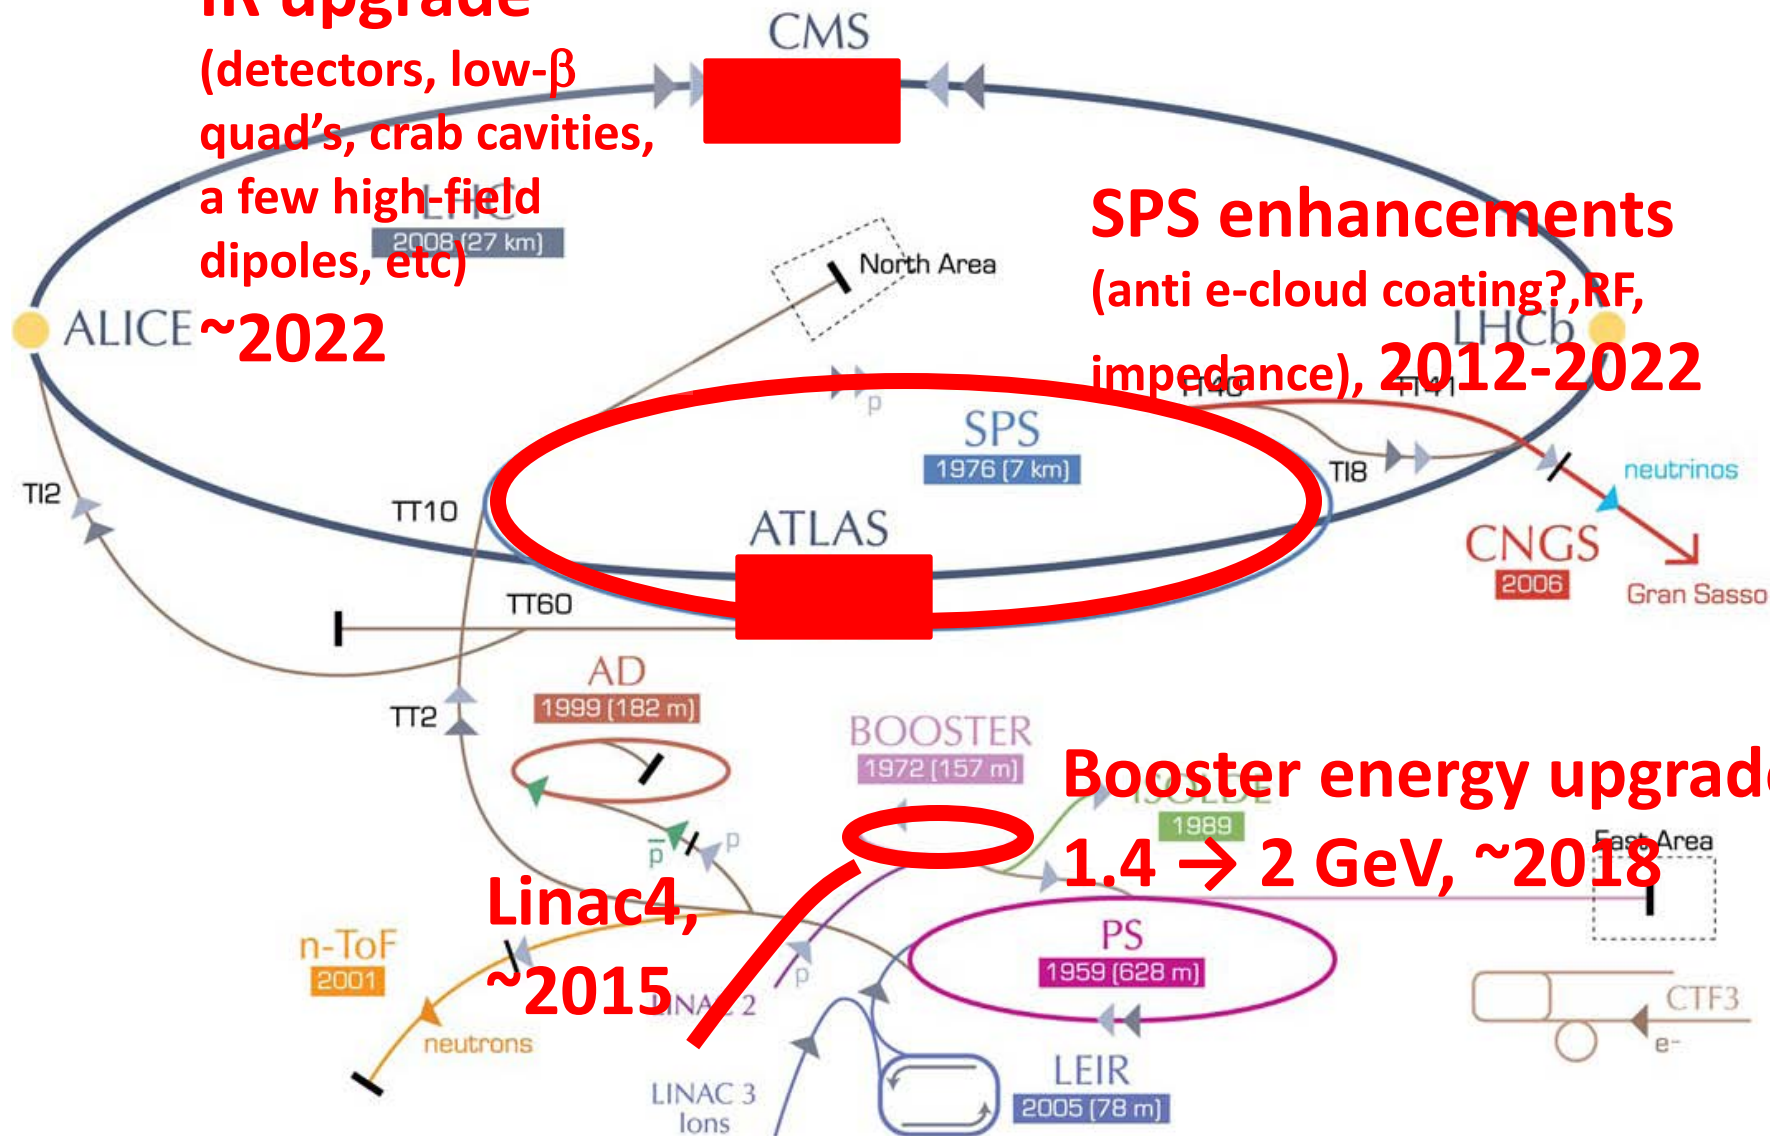 IR upgrade
(detectors, low-β
quad's, crab cavities,
a few high-field
dipoles, etc)
~2022
CMS
LHC
2008 (27 km)
ALICE
North Area
SPS enhancements
(anti e-cloud coating?,RF,
impedance), 2012-2022
LHCb
TT40
TT41
p
SPS
1976 (7 km)
TI8
neutrinos
CNGS
2006
Gran Sasso
TI2
TT10
ATLAS
TT60
TT2
AD
1999 (182 m)
BOOSTER
1972 (157 m)
Booster energy upgrade
1.4 → 2 GeV, ~2018
ISOLDE
1989
East Area
p̅
p
Linac4,
~2015
n-ToF
2001
neutrons
p
LINAC 2
PS
1959 (628 m)
CTF3
e-
LINAC 3
Ions
LEIR
2005 (78 m)